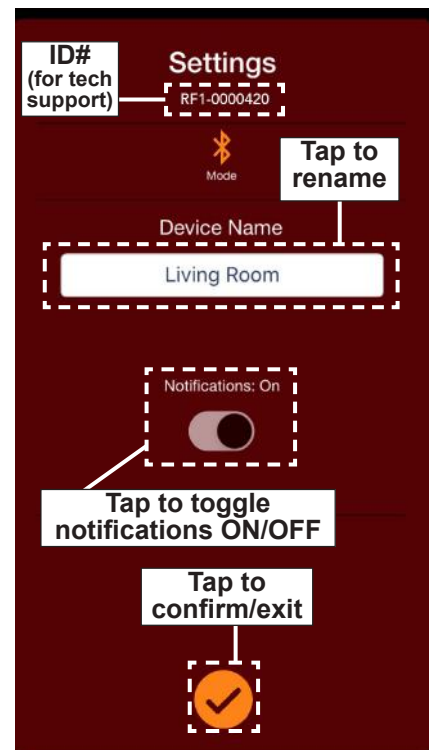 ID#
(for tech
support)
Settings
RF1-0000420
Mode
Tap to
rename
Device Name
Living Room
Notifications: On
Tap to toggle
notifications ON/OFF
Tap to
confirm/exit